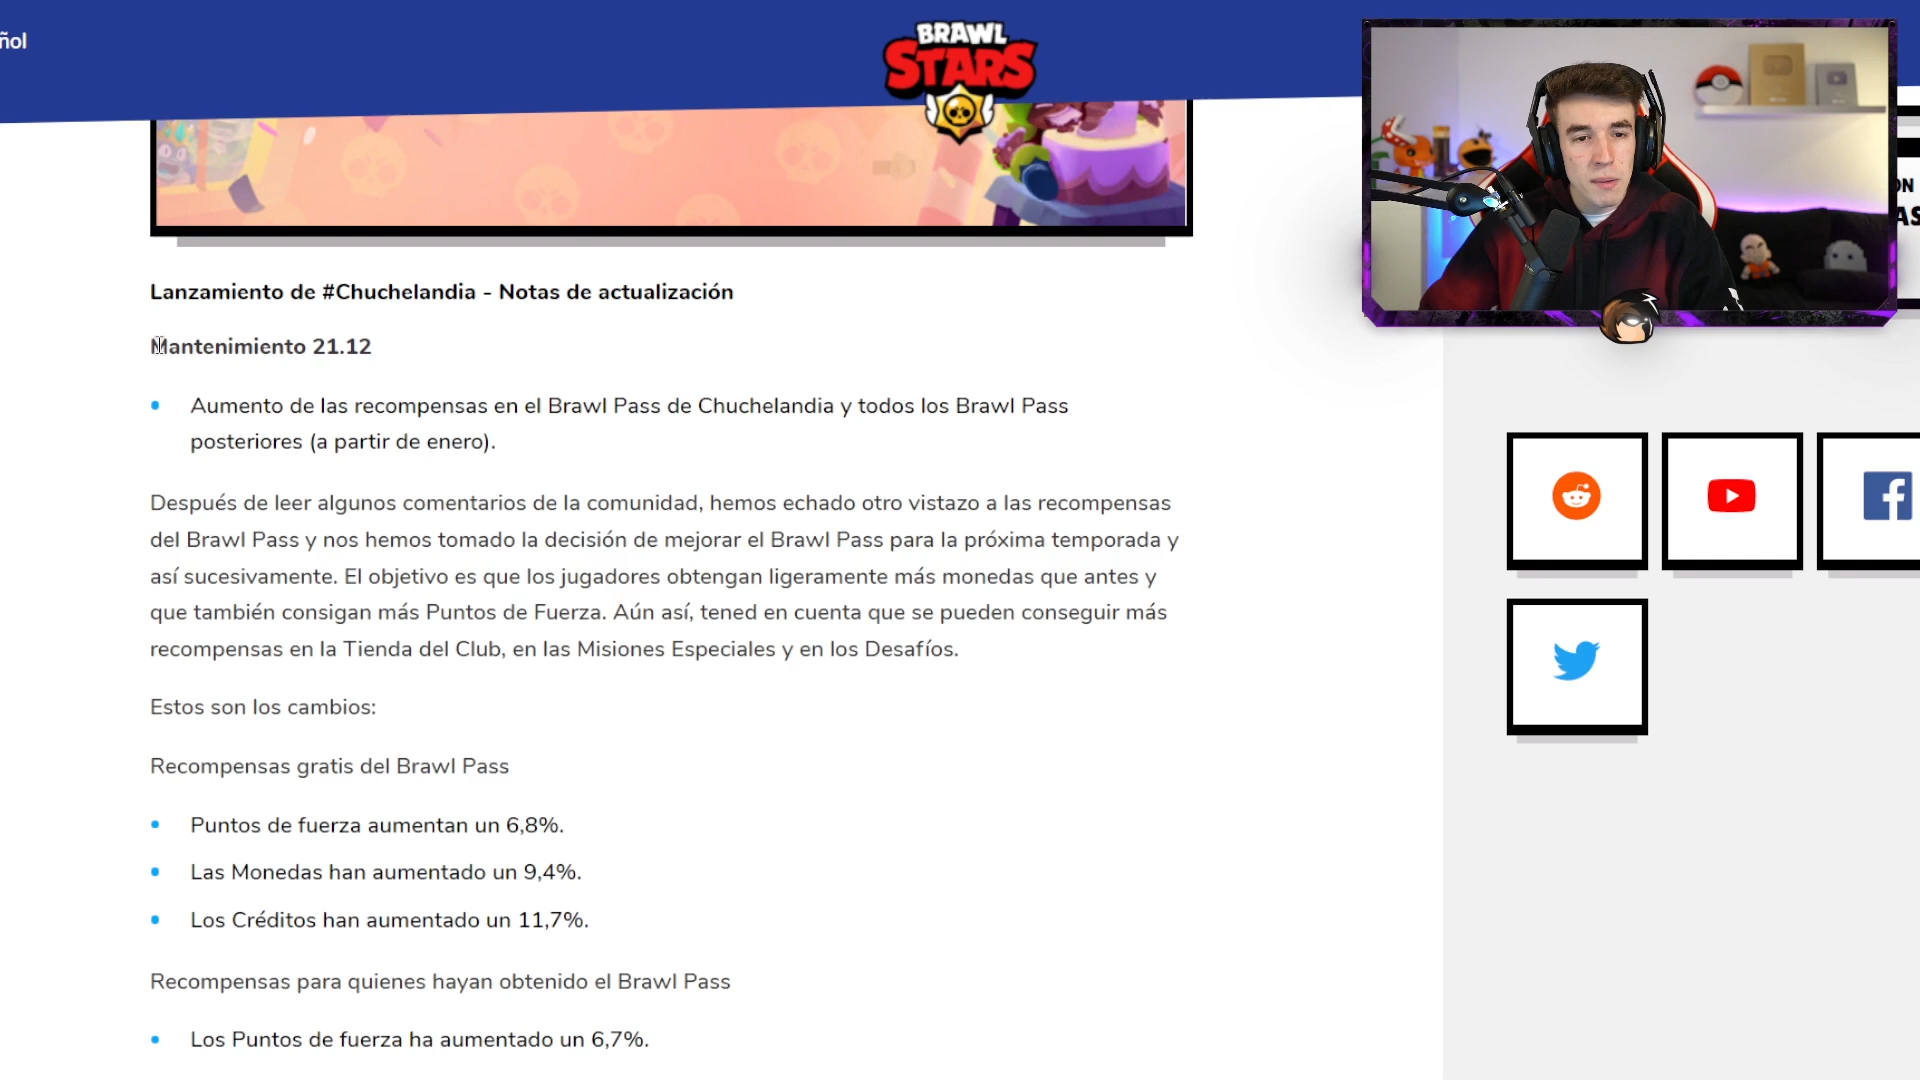 ñol
BRAWL
STARS
ON
AS
Lanzamiento de #Chuchelandia - Notas de actualización
Mantenimiento 21.12
Aumento de las recompensas en el Brawl Pass de Chuchelandia y todos los Brawl Pass
posteriores (a partir de enero).
Después de leer algunos comentarios de la comunidad, hemos echado otro vistazo a las recompensas
del Brawl Pass y nos hemos tomado la decisión de mejorar el Brawl Pass para la próxima temporada y
así sucesivamente. El objetivo es que los jugadores obtengan ligeramente más monedas que antes y
que también consigan más Puntos de Fuerza. Aún así, tened en cuenta que se pueden conseguir más
recompensas en la Tienda del Club, en las Misiones Especiales y en los Desafíos.
Estos son los cambios:
Recompensas gratis del Brawl Pass
Puntos de fuerza aumentan un 6,8%.
Las Monedas han aumentado un 9,4%.
Los Créditos han aumentado un 11,7%.
Recompensas para quienes hayan obtenido el Brawl Pass
Los Puntos de fuerza ha aumentado un 6,7%.